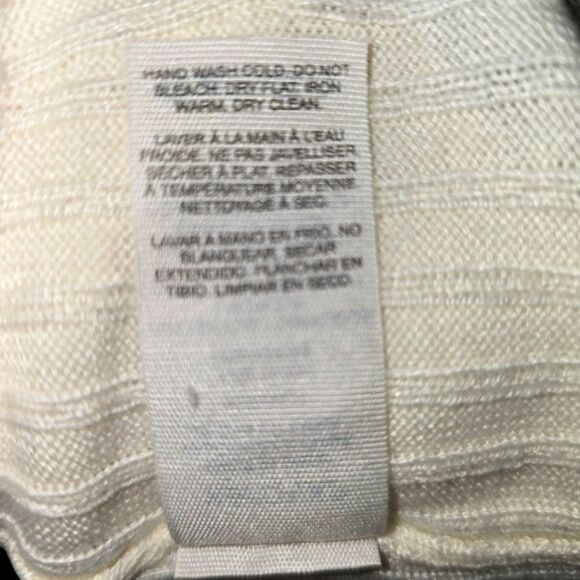 HAND WASH COLD. DO NOT
BLEACH. DRY FLAT. IRON
WARM. DRY CLEAN.
LAVER À LA MAIN À L'EAU
FROIDE. NE PAS JAVELLISER.
SÉCHER À PLAT. REPASSER
À TEMPÉRATURE MOYENNE.
NETTOYAGE À SEC.
LAVAR A MANO EN FRIO. NO
BLANQUEAR. SECAR
EXTENDIDO. PLANCHAR EN
TIBIO. LIMPIAR EN SECO.